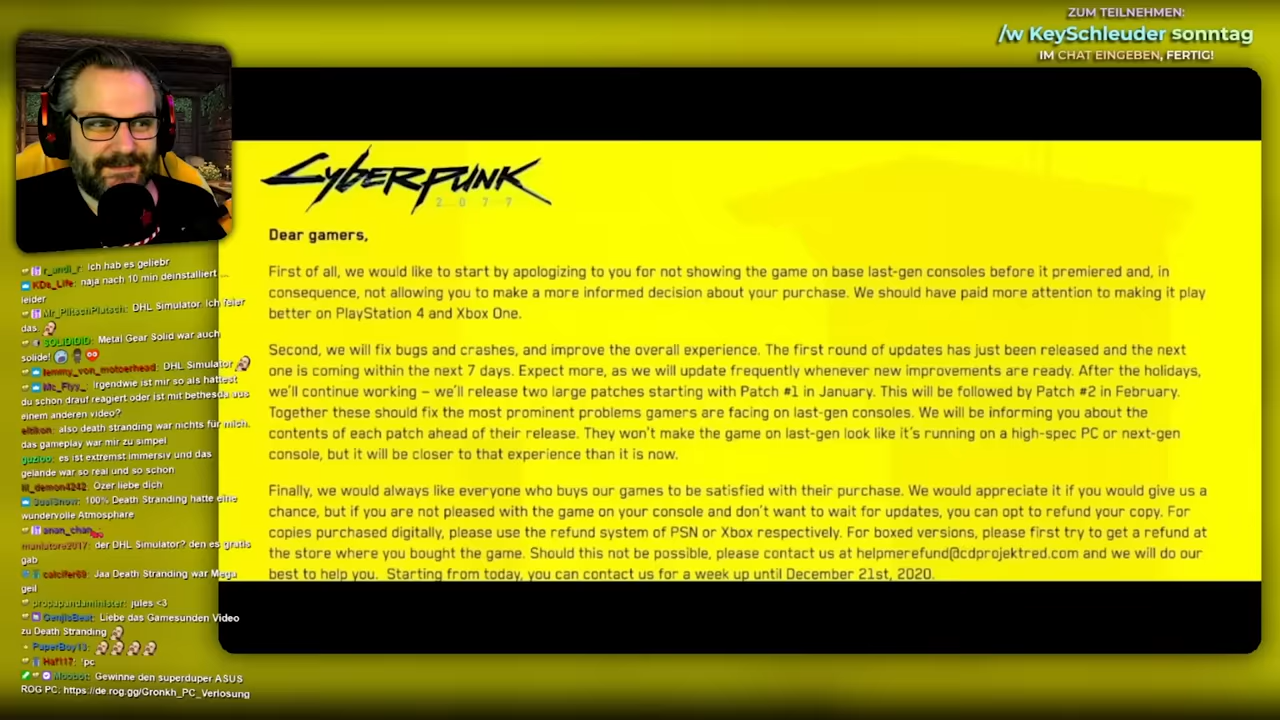 ZUM TEILNEHMEN:
/w KeySchleuder sonntag
IM CHAT EINGEBEN, FERTIG!
CYBERPUNK
2077
Dear gamers,
First of all, we would like to start by apologizing to you for not showing the game on base last-gen consoles before it premiered and, in
consequence, not allowing you to make a more informed decision about your purchase. We should have paid more attention to making it play
better on PlayStation 4 and Xbox One.
Second, we will fix bugs and crashes, and improve the overall experience. The first round of updates has just been released and the next
one is coming within the next 7 days. Expect more, as we will update frequently whenever new improvements are ready. After the holidays,
we'll continue working – we'll release two large patches starting with Patch #1 in January. This will be followed by Patch #2 in February.
Together these should fix the most prominent problems gamers are facing on last-gen consoles. We will be informing you about the
contents of each patch ahead of their release. They won't make the game on last-gen look like it's running on a high-spec PC or next-gen
console, but it will be closer to that experience than it is now.
Finally, we would always like everyone who buys our games to be satisfied with their purchase. We would appreciate it if you would give us a
chance, but if you are not pleased with the game on your console and don't want to wait for updates, you can opt to refund your copy. For
copies purchased digitally, please use the refund system of PSN or Xbox respectively. For boxed versions, please first try to get a refund at
the store where you bought the game. Should this not be possible, please contact us at helpmerefund@cdprojektred.com and we will do our
best to help you. Starting from today, you can contact us for a week up until December 21st, 2020.
r_undi_r: Ich hab es geliebr
KDs_Life: naja nach 10 min deinstalliert ...
leider
Mr_PlitschPlutsch: DHL Simulator. Ich feier
das.
SOLIDIDID: Metal Gear Solid war auch
solide!
lemmy_von_motoerhead: DHL Simulator
Mc_Flyy_: Irgendwie ist mir so als hättest
du schon drauf reagiert oder ist mit bethesda aus
einem anderen video?
eltikon: also death stranding war nichts für mich.
das gameplay war mir zu simpel
guzloo: es ist extremst immersiv und das
gelände war so real und so schön
lil_demon4242: Özer liebe dich
SusiSnow: 100% Death Stranding hatte eine
wundervolle Atmosphäre
anan_chan_:
maniatore2017: der DHL Simulator? den es gratis
gab
calcifer69: Jaa Death Stranding war Mega
geil
propapandaminister: jules <3
GenjisBeat: Liebe das Gamesunden Video
zu Death Stranding
PaperBoy13:
Haf117: !pc
Moobot: Gewinne den superduper ASUS
ROG PC: https://de.rog.gg/Gronkh_PC_Verlosung